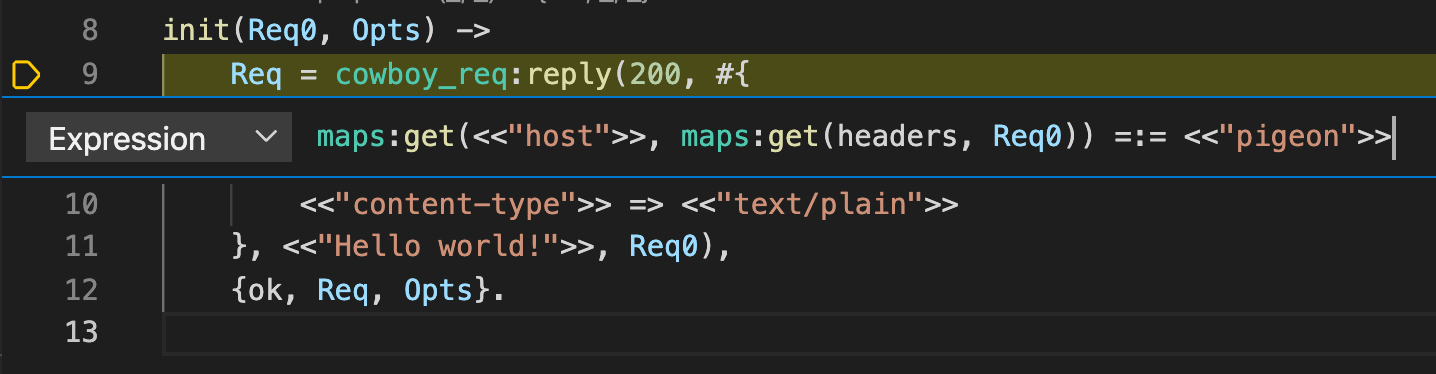 8 init(Req0, Opts) ->
9 Req = cowboy_req:reply(200, #{
Expression maps:get(<<"host">>, maps:get(headers, Req0)) =:= <<"pigeon">>
10 <<"content-type">> => <<"text/plain">>
11 }, <<"Hello world!">>, Req0),
12 {ok, Req, Opts}.
13